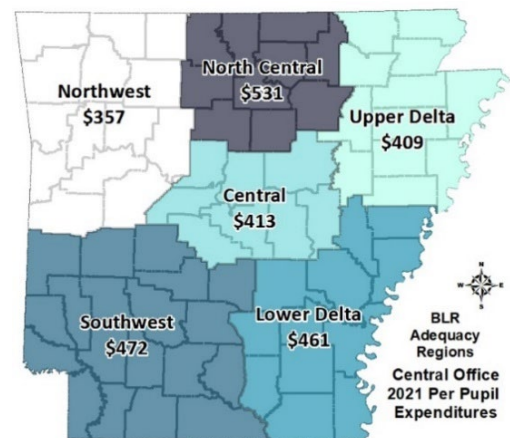 Northwest
$357
North Central
$531
Upper Delta
$409
Central
$413
Southwest
$472
Lower Delta
$461
N
W E
S
BLR
Adequacy
Regions
Central Office
2021 Per Pupil
Expenditures